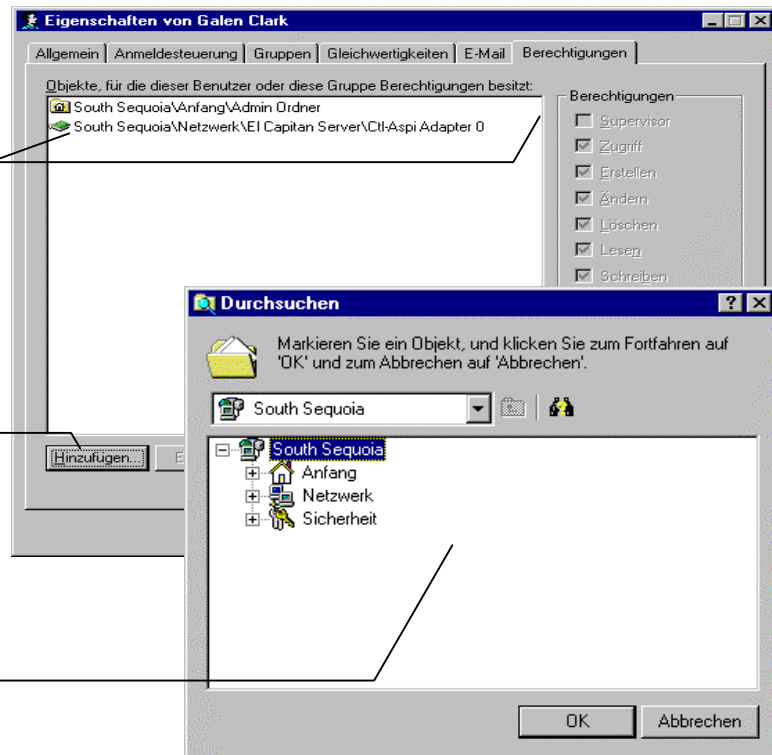 Eigenschaften von Galen Clark
Allgemein Anmeldesteuerung Gruppen Gleichwertigkeiten E-Mail Berechtigungen
Objekte, für die dieser Benutzer oder diese Gruppe Berechtigungen besitzt:
South Sequoia\Anfang\Admin Ordner
South Sequoia\Netzwerk\El Capitan Server\Ctl-Aspi Adapter 0
Berechtigungen
Supervisor
Zugriff
Erstellen
Ändern
Löschen
Lesen
Schreiben
Hinzufügen...
E
Durchsuchen
Markieren Sie ein Objekt, und klicken Sie zum Fortfahren auf
'OK' und zum Abbrechen auf 'Abbrechen'.
South Sequoia
South Sequoia
Anfang
Netzwerk
Sicherheit
OK Abbrechen